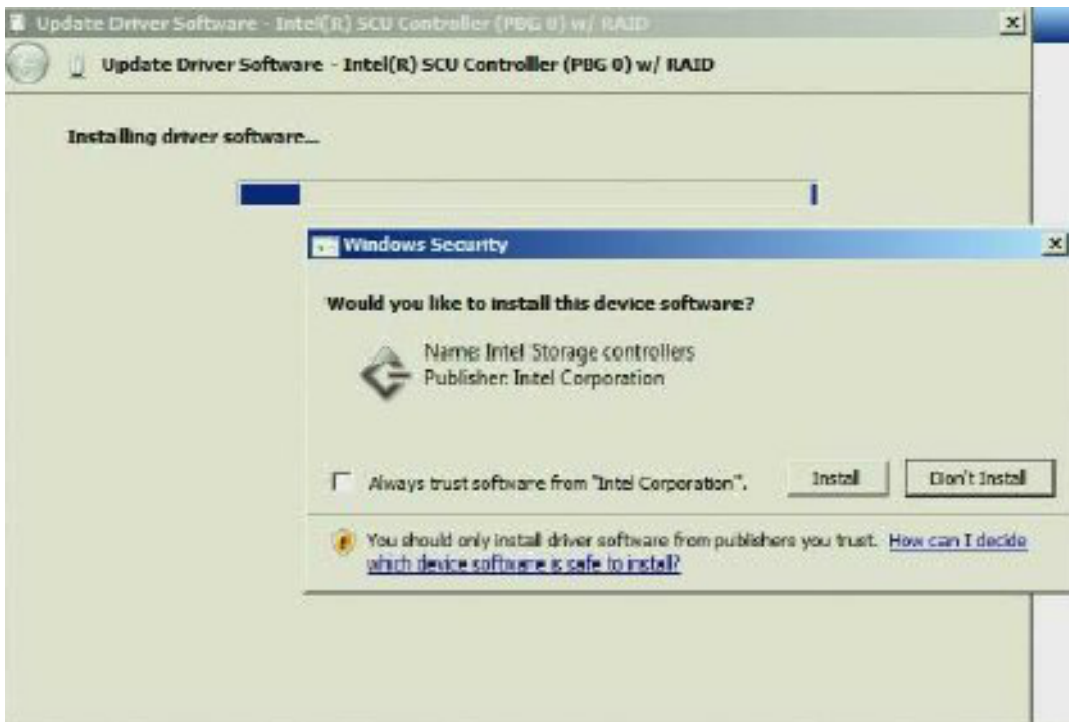 Update Driver Software - Intel(R) SCU Controller (PBG 0) w/ RAID
Update Driver Software - Intel(R) SCU Controlller (PBG 0) w/ RAID
Installing driver software...
Windows Security
Would you like to install this device software?
Name: Intel Storage controllers
Publisher: Intel Corporation
Always trust software from "Intel Corporation".
Install
Don't Install
You should only install driver software from publishers you trust. How can I decide
which device software is safe to install?